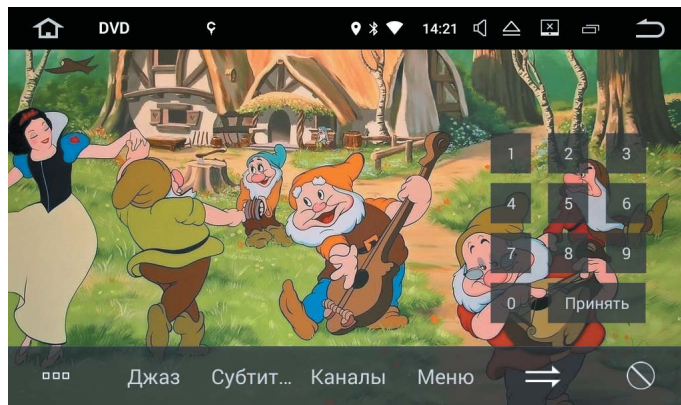 DVD 14:21
1 2 3
4 5 6
7 8 9
0 Принять
Джаз Субтит... Каналы Меню